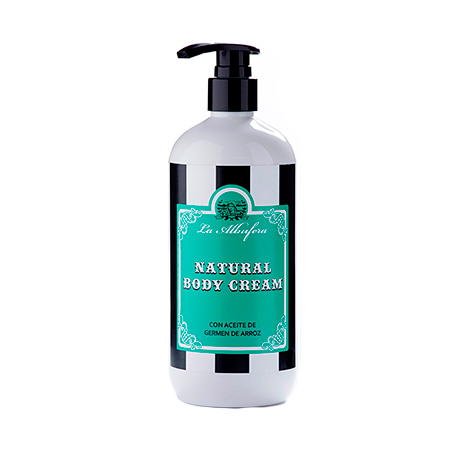 La Albufera
NATURAL
BODY CREAM
CON ACEITE DE
GERMEN DE ARROZ